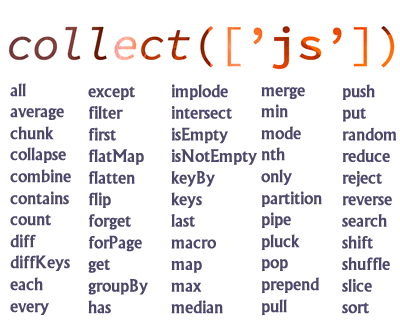 collect(['js'])
all
average
chunk
collapse
combine
contains
count
diff
diffKeys
each
every
except
filter
first
flatMap
flatten
flip
forget
forPage
get
groupBy
has
implode
intersect
isEmpty
isNotEmpty
keyBy
keys
last
macro
map
max
median
merge
min
mode
nth
only
partition
pipe
pluck
pop
prepend
pull
push
put
random
reduce
reject
reverse
search
shift
shuffle
slice
sort